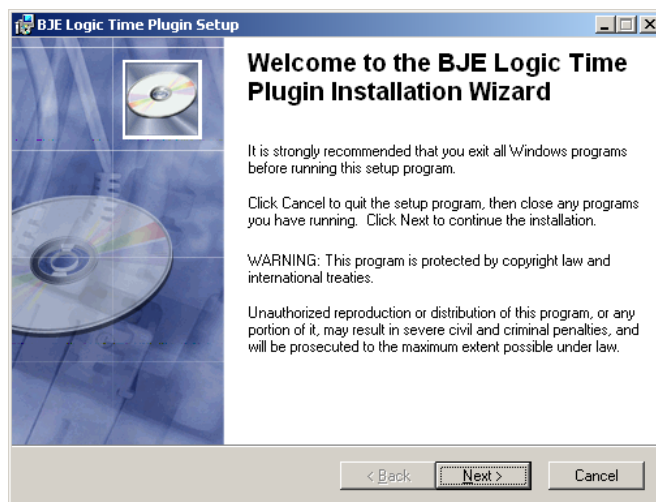 BJE Logic Time Plugin Setup
Welcome to the BJE Logic Time
Plugin Installation Wizard
It is strongly recommended that you exit all Windows programs
before running this setup program.
Click Cancel to quit the setup program, then close any programs
you have running.  Click Next to continue the installation.
WARNING: This program is protected by copyright law and
international treaties.
Unauthorized reproduction or distribution of this program, or any
portion of it, may result in severe civil and criminal penalties, and
will be prosecuted to the maximum extent possible under law.
< Back
Next >
Cancel